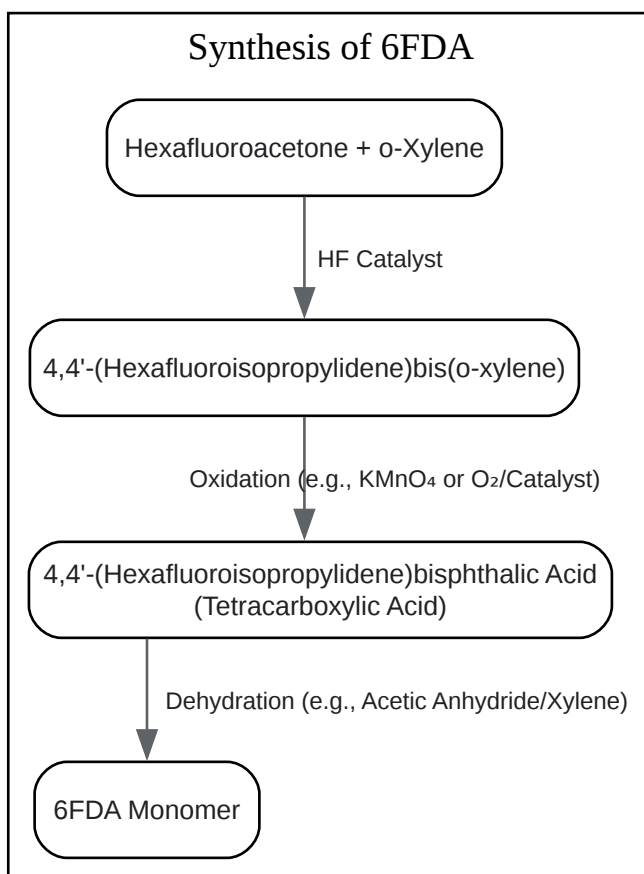 Synthesis of 6FDA
Hexafluoroacetone + o-Xylene
HF Catalyst
4,4'-(Hexafluoroisopropylidene)bis(o-xylene)
Oxidation (e.g., KMnO₄ or O₂/Catalyst)
4,4'-(Hexafluoroisopropylidene)bisphthalic Acid
(Tetracarboxylic Acid)
Dehydration (e.g., Acetic Anhydride/Xylene)
6FDA Monomer